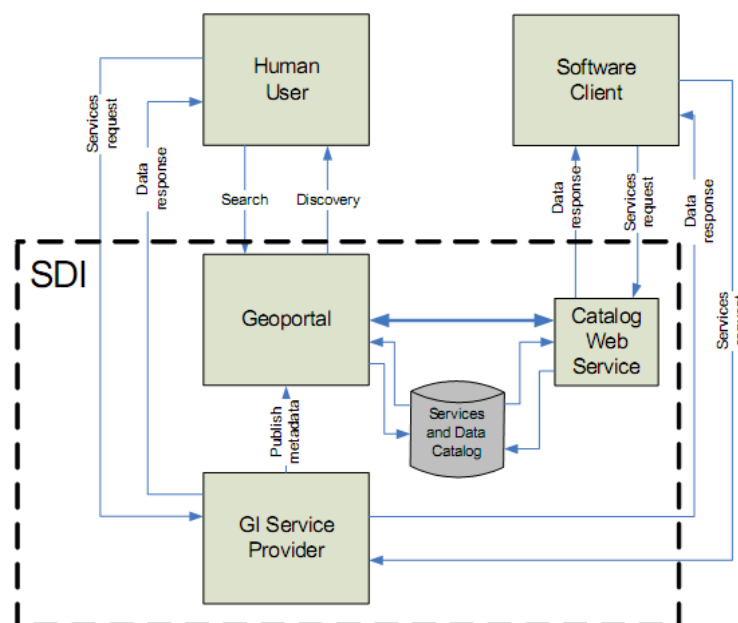 Human
User
Software
Client
Services
request
Data
response
Search
Discovery
Data
response
Services
request
Data
response
Services
request
SDI
Geoportal
Catalog
Web
Service
Services
and Data
Catalog
Publish
metadata
GI Service
Provider